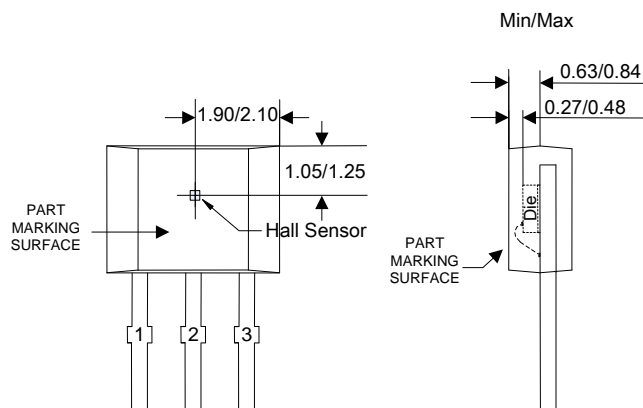 Min/Max
0.63/0.84
0.27/0.48
1.90/2.10
1.05/1.25
PART
MARKING
SURFACE
Hall Sensor
Die
PART
MARKING
SURFACE
1 2 3